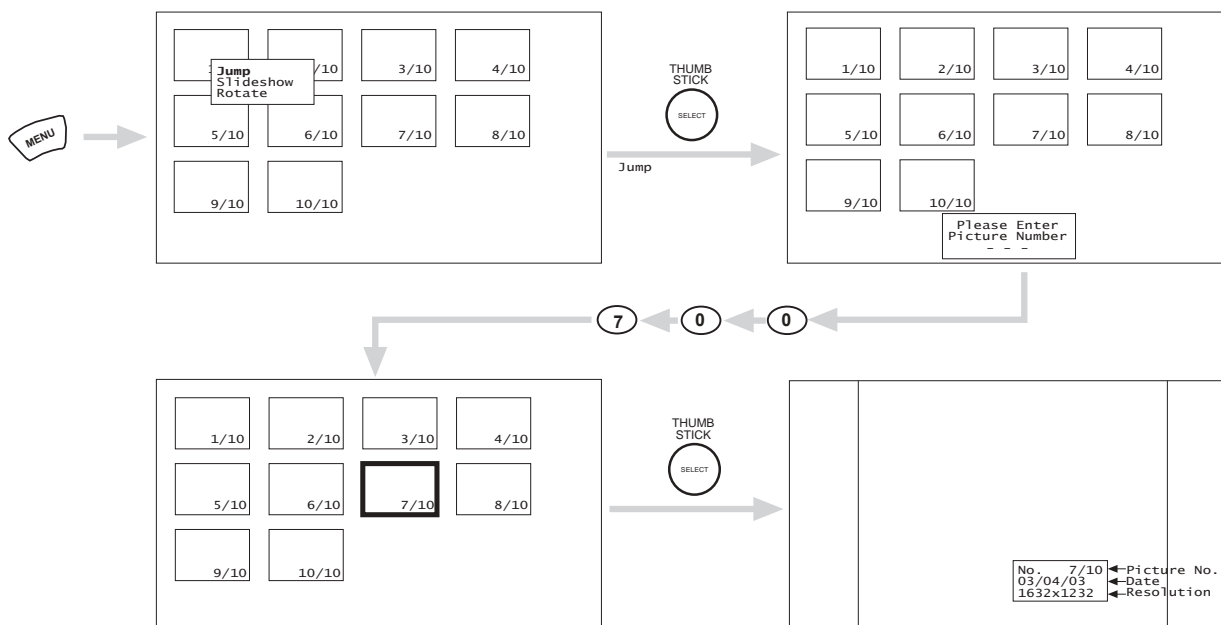 MENU
1/10 3/10 4/10
Jump
Slideshow
Rotate
5/10 6/10 7/10 8/10
9/10 10/10
THUMB
STICK
SELECT
Jump
1/10 2/10 3/10 4/10
5/10 6/10 7/10 8/10
9/10 10/10
Please Enter
Picture Number
- - -
7 0 0
1/10 2/10 3/10 4/10
5/10 6/10 7/10 8/10
9/10 10/10
THUMB
STICK
SELECT
No. 7/10 Picture No.
03/04/03 Date
1632x1232 Resolution